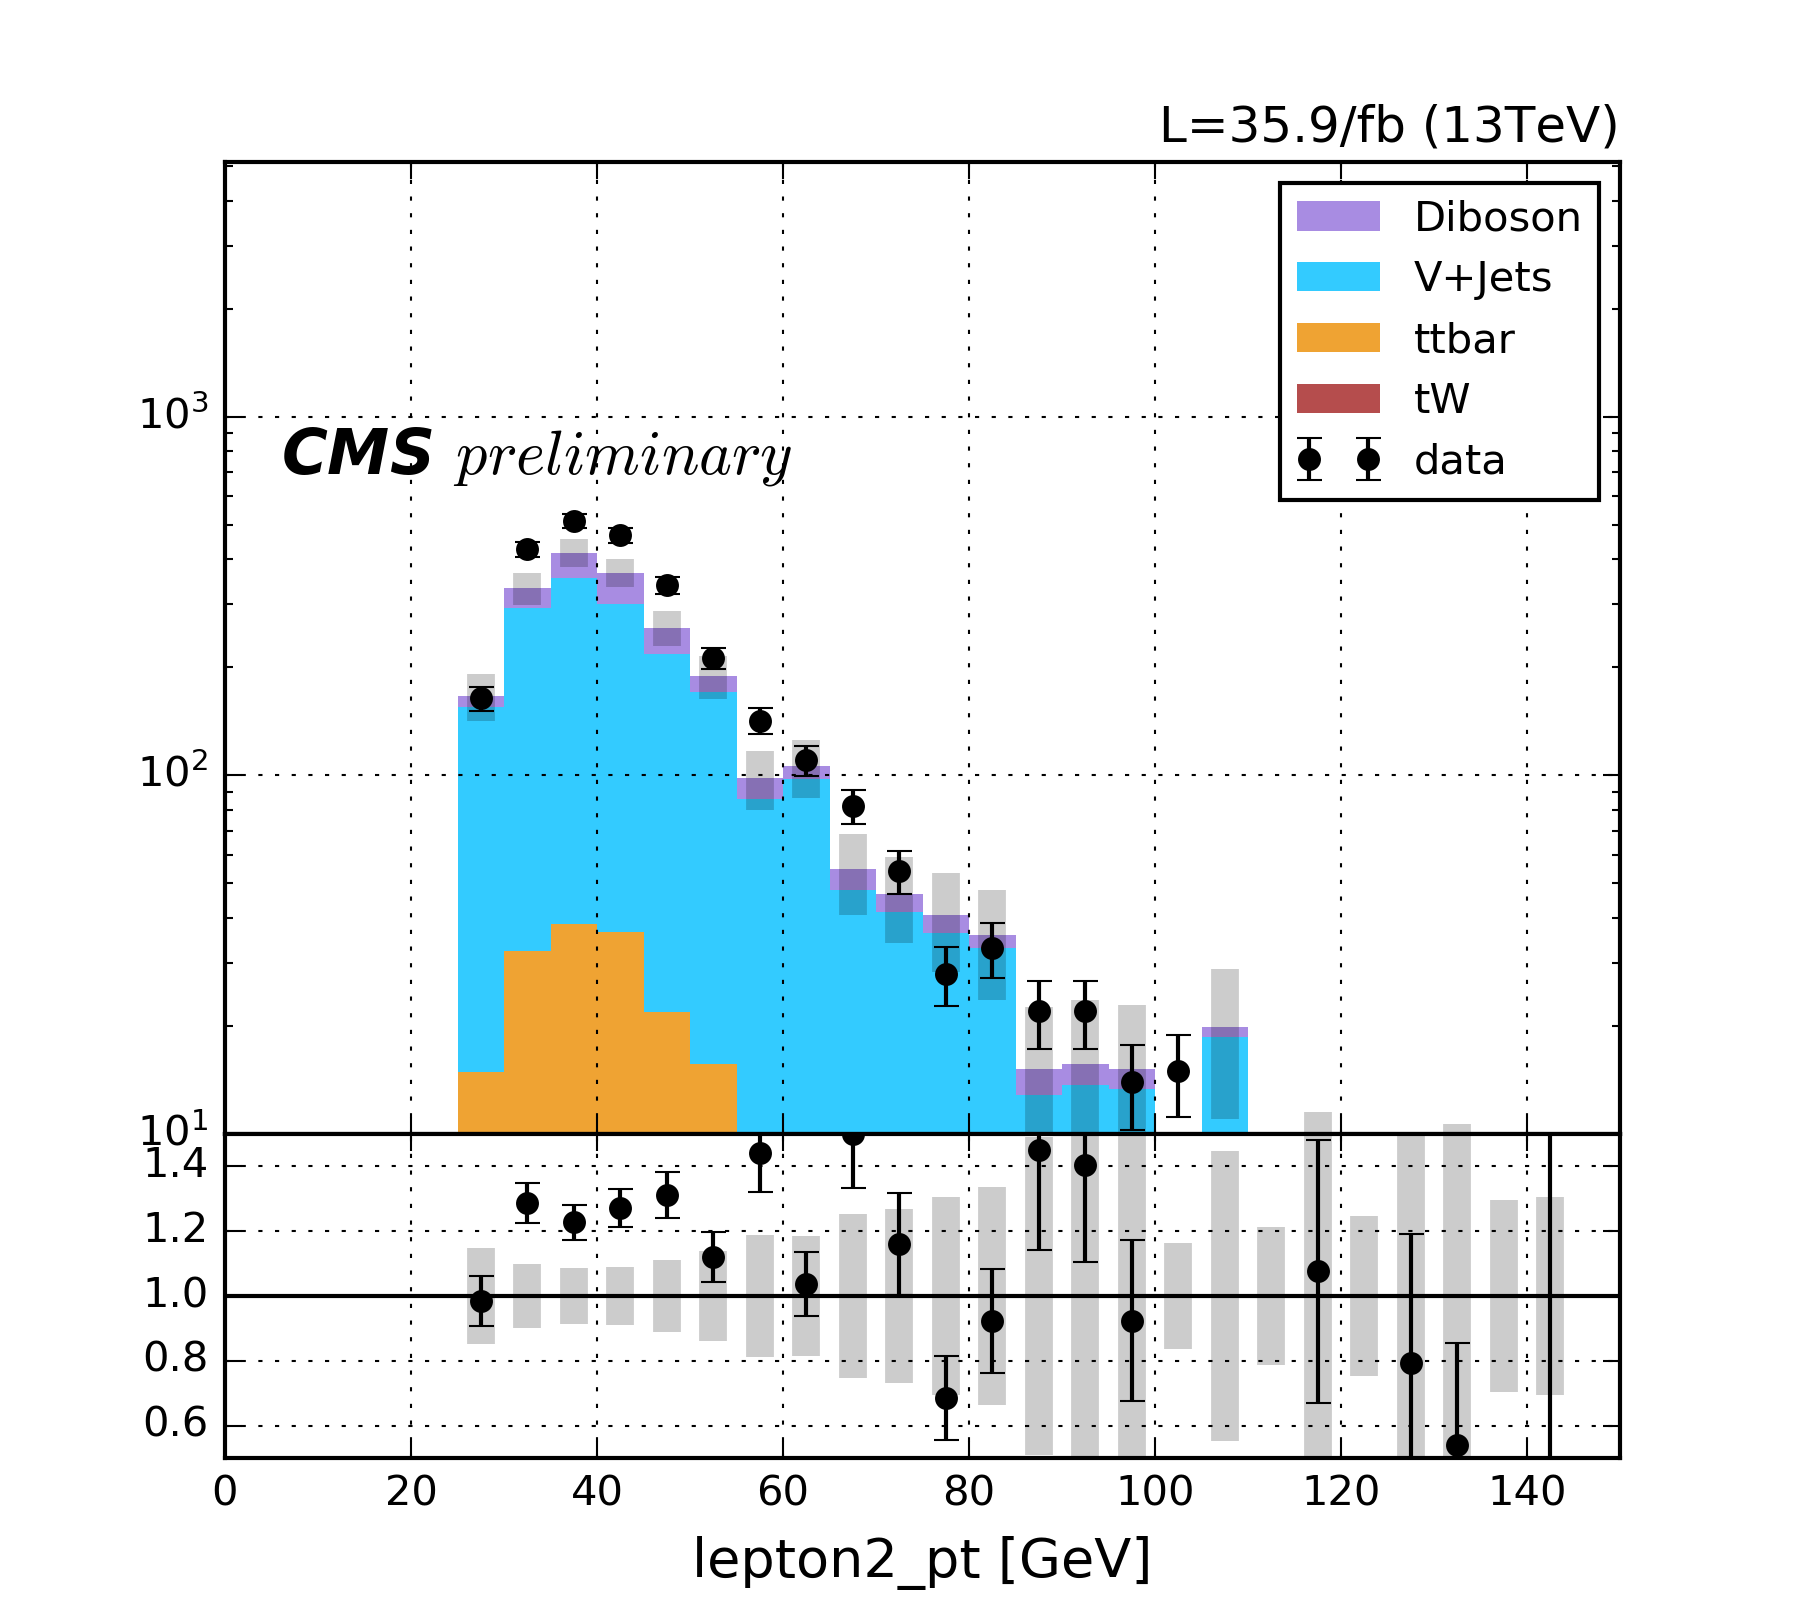 L=35.9/fb (13TeV)
Diboson
V+Jets
ttbar
tW
data
CMS preliminary
10³
10²
10¹
1.4
1.2
1.0
0.8
0.6
0 20 40 60 80 100 120 140
lepton2_pt [GeV]